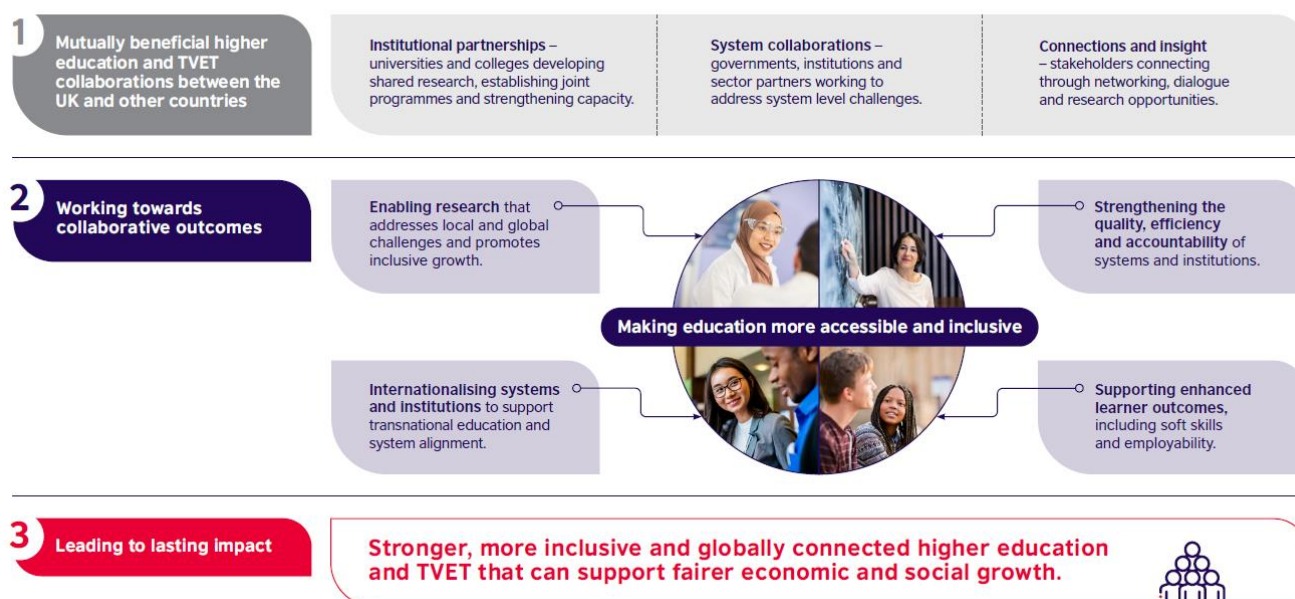 1
Mutually beneficial higher
education and TVET
collaborations between the
UK and other countries
Institutional partnerships –
universities and colleges developing
shared research, establishing joint
programmes and strengthening capacity.
System collaborations –
governments, institutions and
sector partners working to
address system level challenges.
Connections and insight
– stakeholders connecting
through networking, dialogue
and research opportunities.
2
Working towards
collaborative outcomes
Enabling research that
addresses local and global
challenges and promotes
inclusive growth.
Strengthening the
quality, efficiency
and accountability of
systems and institutions.
Making education more accessible and inclusive
Internationalising systems
and institutions to support
transnational education and
system alignment.
Supporting enhanced
learner outcomes,
including soft skills
and employability.
3
Leading to lasting impact
Stronger, more inclusive and globally connected higher education
and TVET that can support fairer economic and social growth.